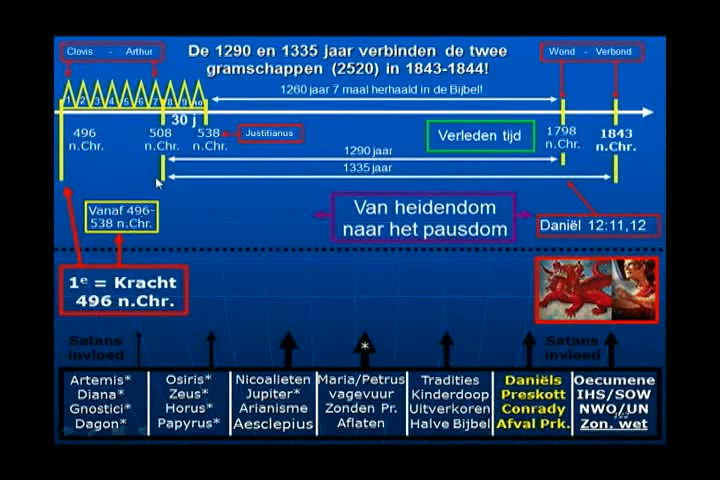 Clovis - Arthur
De 1290 en 1335 jaar verbinden de twee
gramschappen (2520) in 1843-1844!
Wond - Verbond
1260 jaar 7 maal herhaald in de Bijbel!
1 2 3 4 5 6 7 8 9 10
30 j
496
n.Chr.
508
n.Chr.
538
n.Chr.
Justitianus
Verleden tijd
1798
n.Chr.
1843
n.Chr.
1290 jaar
1335 jaar
Vanaf 496-
538 n.Chr.
Van heidendom
naar het pausdom
Daniël 12:11,12
1e = Kracht
496 n.Chr.
Satans
invloed
Satans
invloed
*
Artemis*
Diana*
Gnostici*
Dagon*
Osiris*
Zeus*
Horus*
Papyrus*
Nicoalieten
Jupiter*
Arianisme
Aesclepius
Maria/Petrus
vagevuur
Zonden Pr.
Aflaten
Tradities
Kinderdoop
Uitverkoren
Halve Bijbel
Daniëls
Preskott
Conrady
Afval Prk.
Oecumene
IHS/SOW
NWO/UN
Zon. wet